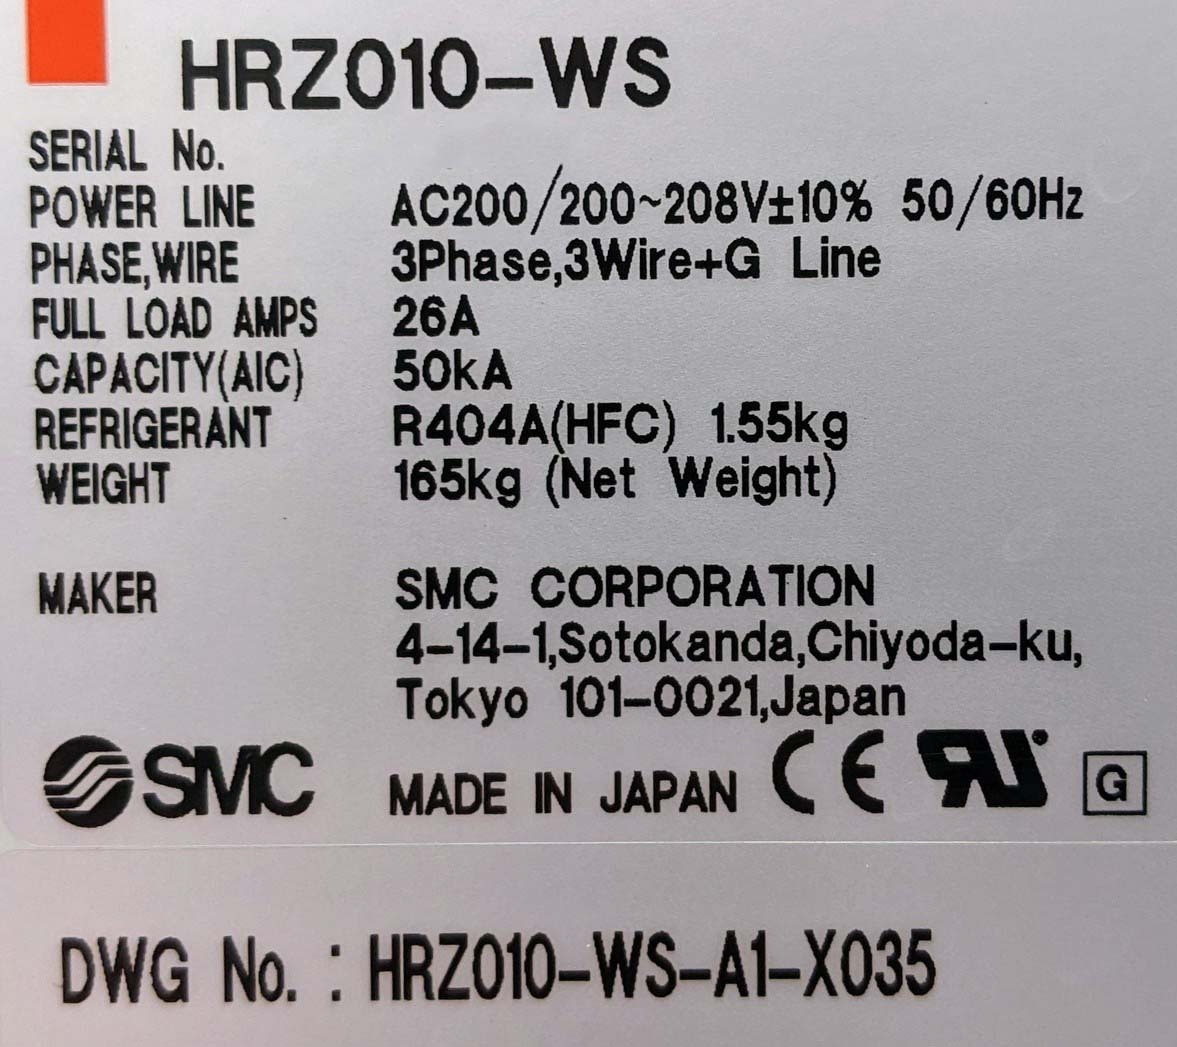 HRZ010-WS
SERIAL No.
POWER LINE AC200/200~208V±10% 50/60Hz
PHASE,WIRE 3Phase,3Wire+G Line
FULL LOAD AMPS 26A
CAPACITY(AIC) 50kA
REFRIGERANT R404A(HFC) 1.55kg
WEIGHT 165kg (Net Weight)
MAKER SMC CORPORATION
4-14-1,Sotokanda,Chiyoda-ku,
Tokyo 101-0021,Japan
SMC MADE IN JAPAN CE RU G
DWG No. : HRZ010-WS-A1-X035